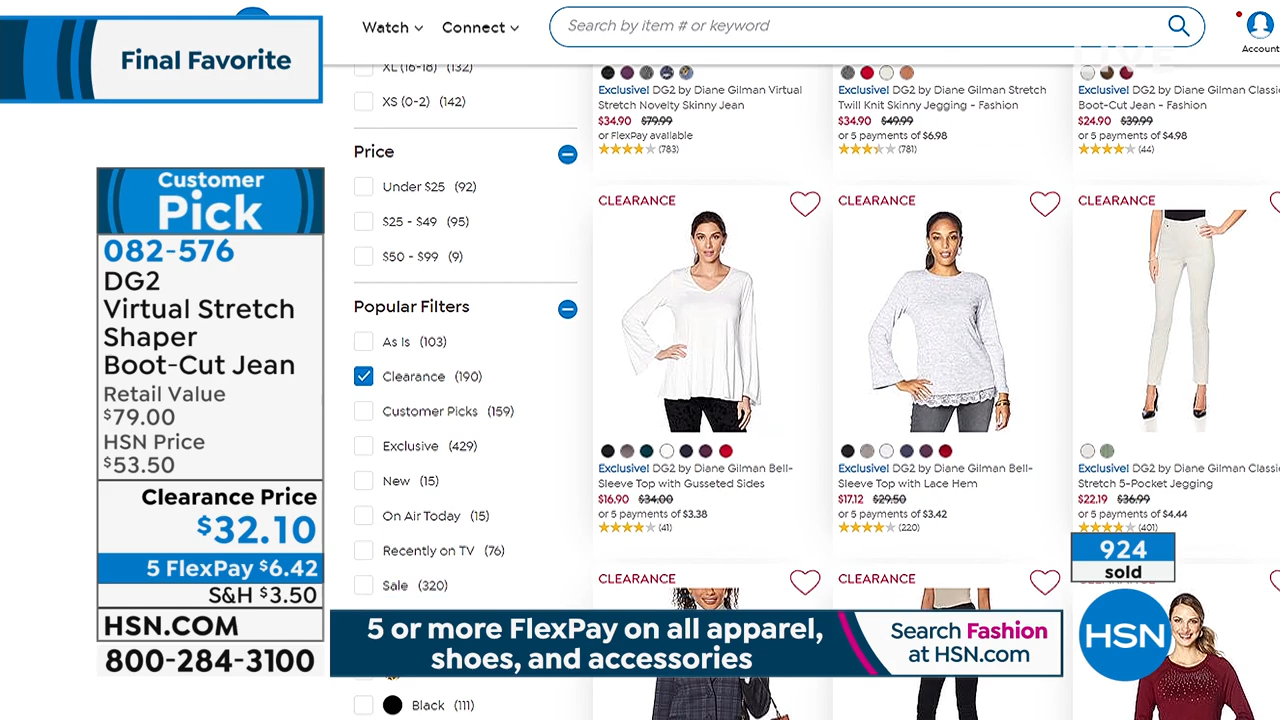 Final Favorite
Watch
Connect
Search by item # or keyword
Account
LIVE
Customer
Pick
082-576
DG2
Virtual Stretch
Shaper
Boot-Cut Jean
Retail Value
$79.00
HSN Price
$53.50
Clearance Price
$32.10
5 FlexPay $6.42
S&H $3.50
HSN.COM
800-284-3100
XL (16-18) (132)
XS (0-2) (142)
Price
Under $25 (92)
$25 - $49 (95)
$50 - $99 (9)
Popular Filters
As Is (103)
Clearance (190)
Customer Picks (159)
Exclusive (429)
New (15)
On Air Today (15)
Recently on TV (76)
Sale (320)
Black (111)
Exclusive! DG2 by Diane Gilman Virtual
Stretch Novelty Skinny Jean
$34.90 $79.99
or FlexPay available
(783)
Exclusive! DG2 by Diane Gilman Stretch
Twill Knit Skinny Jegging - Fashion
$34.90 $49.99
or 5 payments of $6.98
(781)
Exclusive! DG2 by Diane Gilman Classi
Boot-Cut Jean - Fashion
$24.90 $39.99
or 5 payments of $4.98
(44)
CLEARANCE
Exclusive! DG2 by Diane Gilman Bell-
Sleeve Top with Gusseted Sides
$16.90 $34.00
or 5 payments of $3.38
(41)
CLEARANCE
Exclusive! DG2 by Diane Gilman Bell-
Sleeve Top with Lace Hem
$17.12 $29.50
or 5 payments of $3.42
(220)
CLEARANCE
Exclusive! DG2 by Diane Gilman Classi
Stretch 5-Pocket Jegging
$22.19 $36.99
or 5 payments of $4.44
(401)
CLEARANCE
CLEARANCE
924
sold
5 or more FlexPay on all apparel,
shoes, and accessories
Search Fashion
at HSN.com
HSN